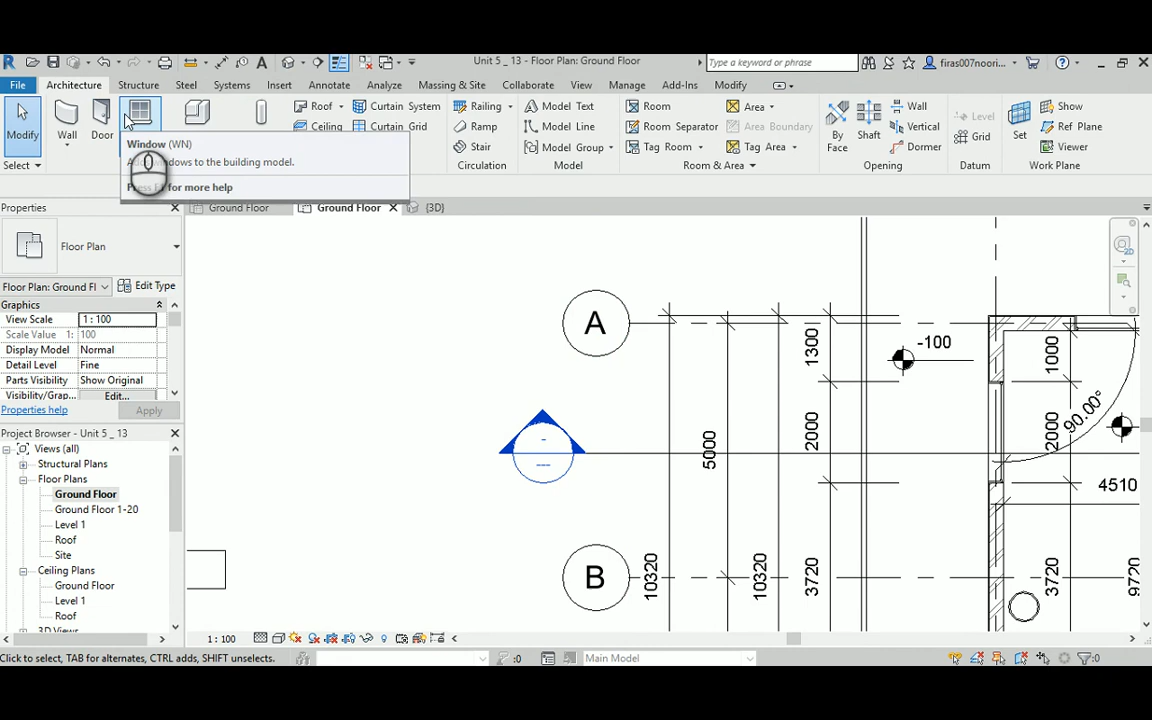 Unit 5 _ 13 - Floor Plan: Ground Floor
Type a keyword or phrase
firas007noori...
File Architecture Structure Steel Systems Insert Annotate Analyze Massing & Site Collaborate View Manage Add-Ins Modify
Modify Wall Door Roof Curtain System Railing Model Text Room Area By Face Shaft Wall Level Set Show
Ceiling Curtain Grid Ramp Model Line Room Separator Area Boundary Vertical Grid Ref Plane
Stair Model Group Tag Room Tag Area Dormer Viewer
Select Circulation Model Room & Area Opening Datum Work Plane
Window (WN)
windows to the building model.
Press for more help
Properties
Ground Floor Ground Floor {3D}
Floor Plan
Floor Plan: Ground Fl Edit Type
Graphics
View Scale 1 : 100
Scale Value 1: 100
Display Model Normal
Detail Level Fine
Parts Visibility Show Original
Visibility/Grap... Edit...
Properties help Apply
Project Browser - Unit 5 _ 13
Views (all)
Structural Plans
Floor Plans
Ground Floor
Ground Floor 1-20
Level 1
Roof
Site
Ceiling Plans
Ground Floor
Level 1
Roof
3D Views
A
B
5000
10320
10320
1300
2000
3720
-100
1000
2000
90.00°
4510
3720
9720
1 : 100
Click to select, TAB for alternates, CTRL adds, SHIFT unselects.
:0
Main Model
:0